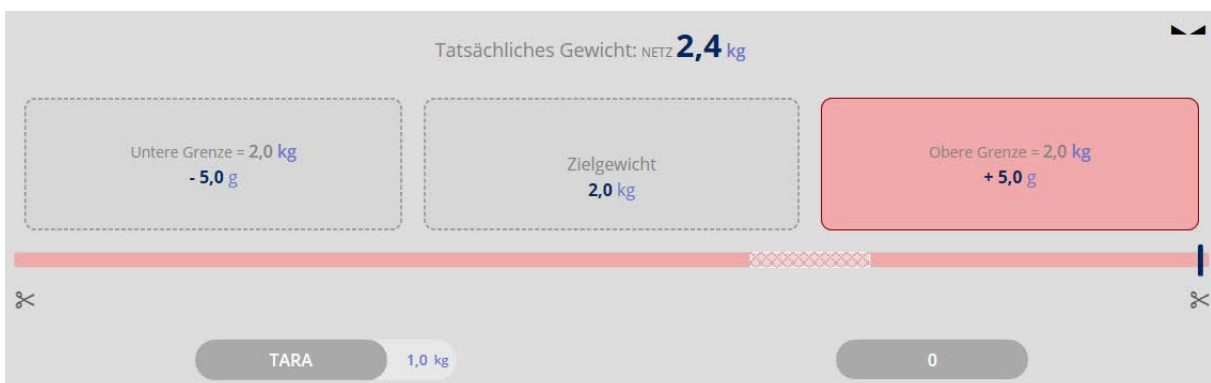 Tatsächliches Gewicht: NETZ 2,4 kg
Untere Grenze = 2,0 kg
- 5,0 g
Zielgewicht
2,0 kg
Obere Grenze = 2,0 kg
+ 5,0 g
TARA 1,0 kg 0